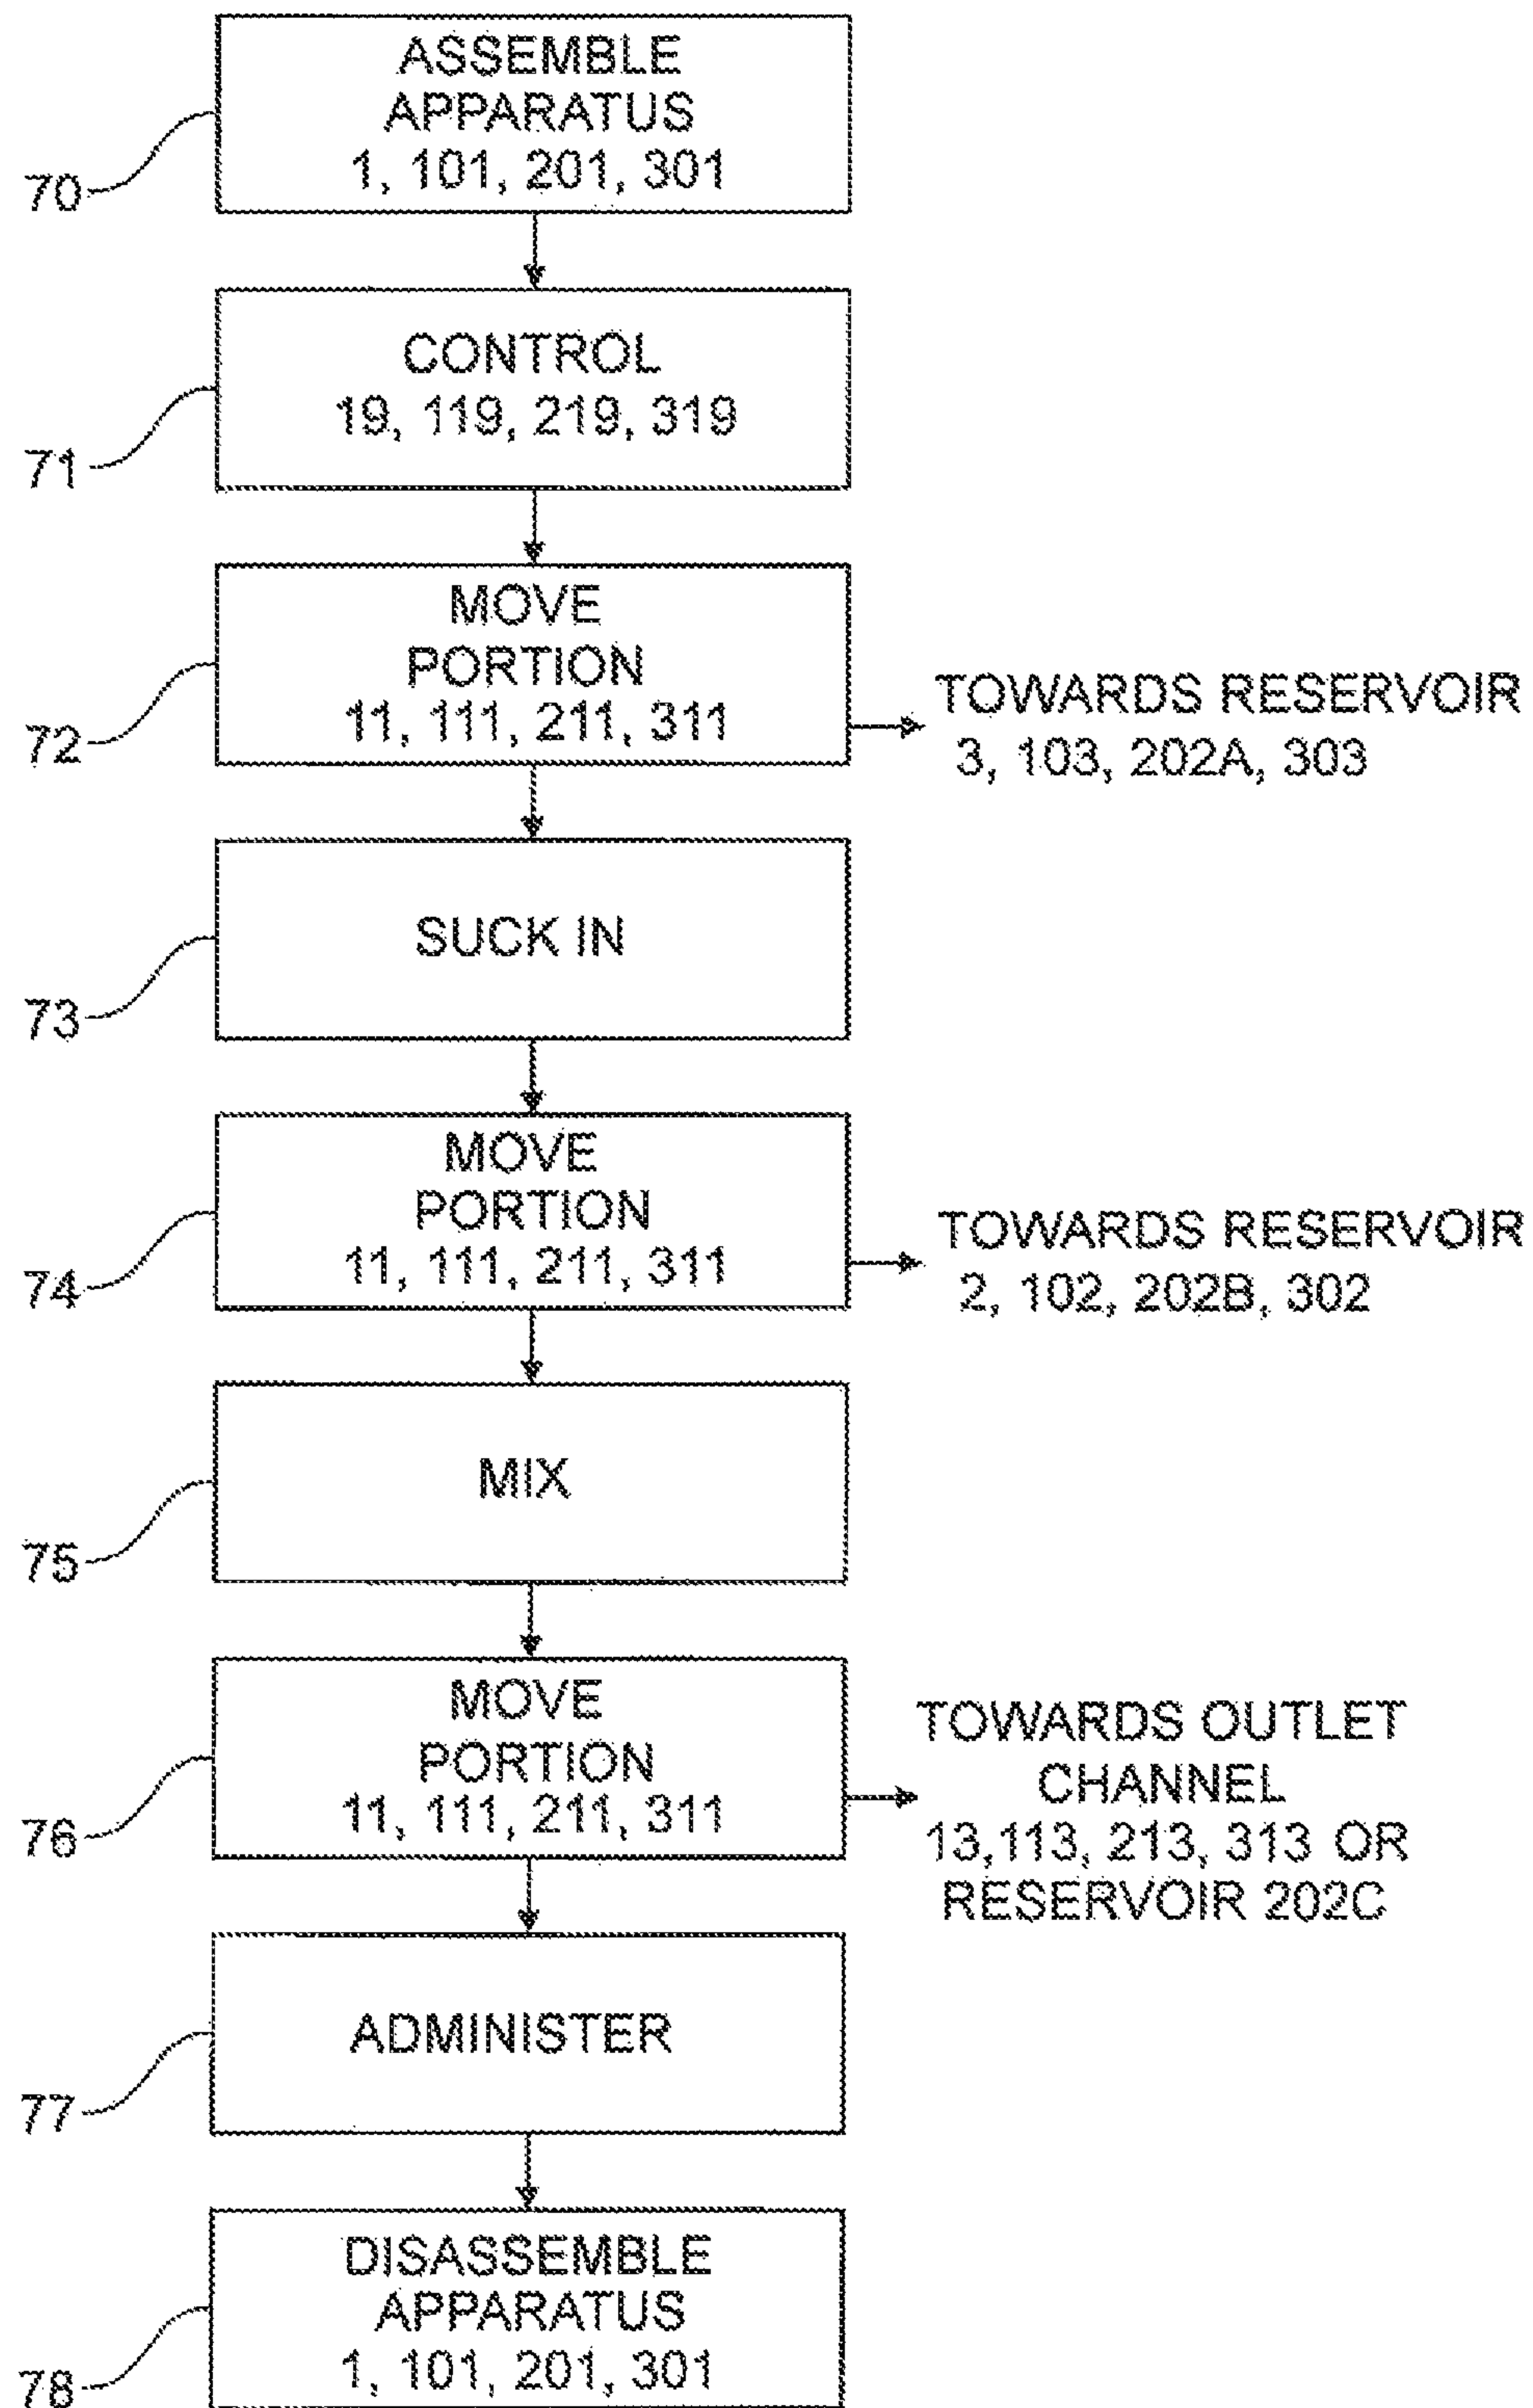 ASSEMBLE
APPARATUS
1, 101, 201, 301
70
CONTROL
19, 119, 219, 319
71
MOVE
PORTION
11, 111, 211, 311
72
TOWARDS RESERVOIR
3, 103, 202A, 303
SUCK IN
73
MOVE
PORTION
11, 111, 211, 311
74
TOWARDS RESERVOIR
2, 102, 202B, 302
MIX
75
MOVE
PORTION
11, 111, 211, 311
76
TOWARDS OUTLET
CHANNEL
13,113, 213, 313 OR
RESERVOIR 202C
ADMINISTER
77
DISASSEMBLE
APPARATUS
1, 101, 201, 301
78